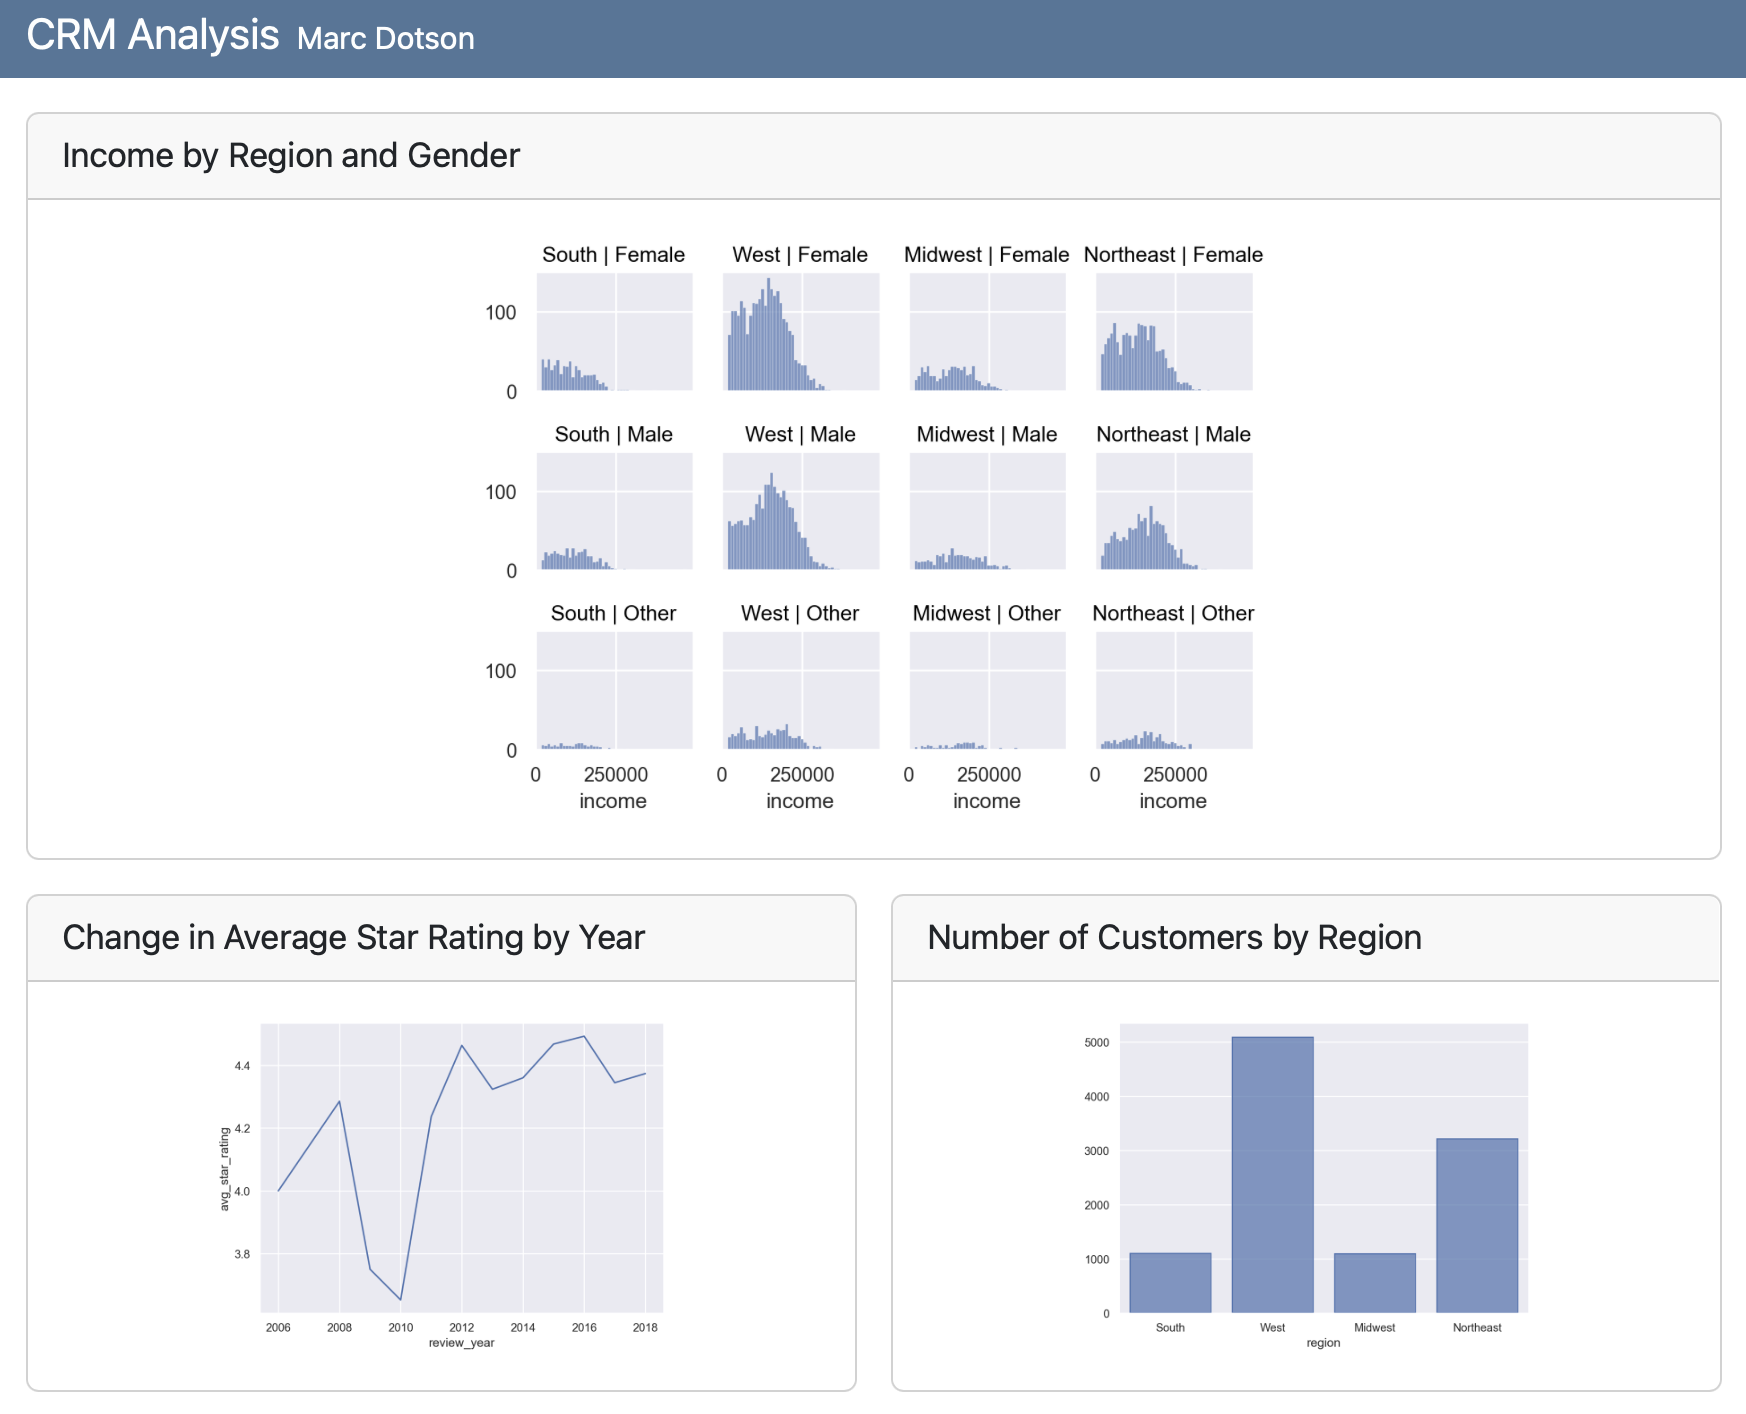 CRM Analysis Marc Dotson
Income by Region and Gender
South | Female West | Female Midwest | Female Northeast | Female
100
0
South | Male West | Male Midwest | Male Northeast | Male
100
0
South | Other West | Other Midwest | Other Northeast | Other
100
0
0 250000 0 250000 0 250000 0 250000
income income income income
Change in Average Star Rating by Year
4.4
4.2
4.0
3.8
avg_star_rating
2006 2008 2010 2012 2014 2016 2018
review_year
Number of Customers by Region
5000
4000
3000
2000
1000
0
South West Midwest Northeast
region